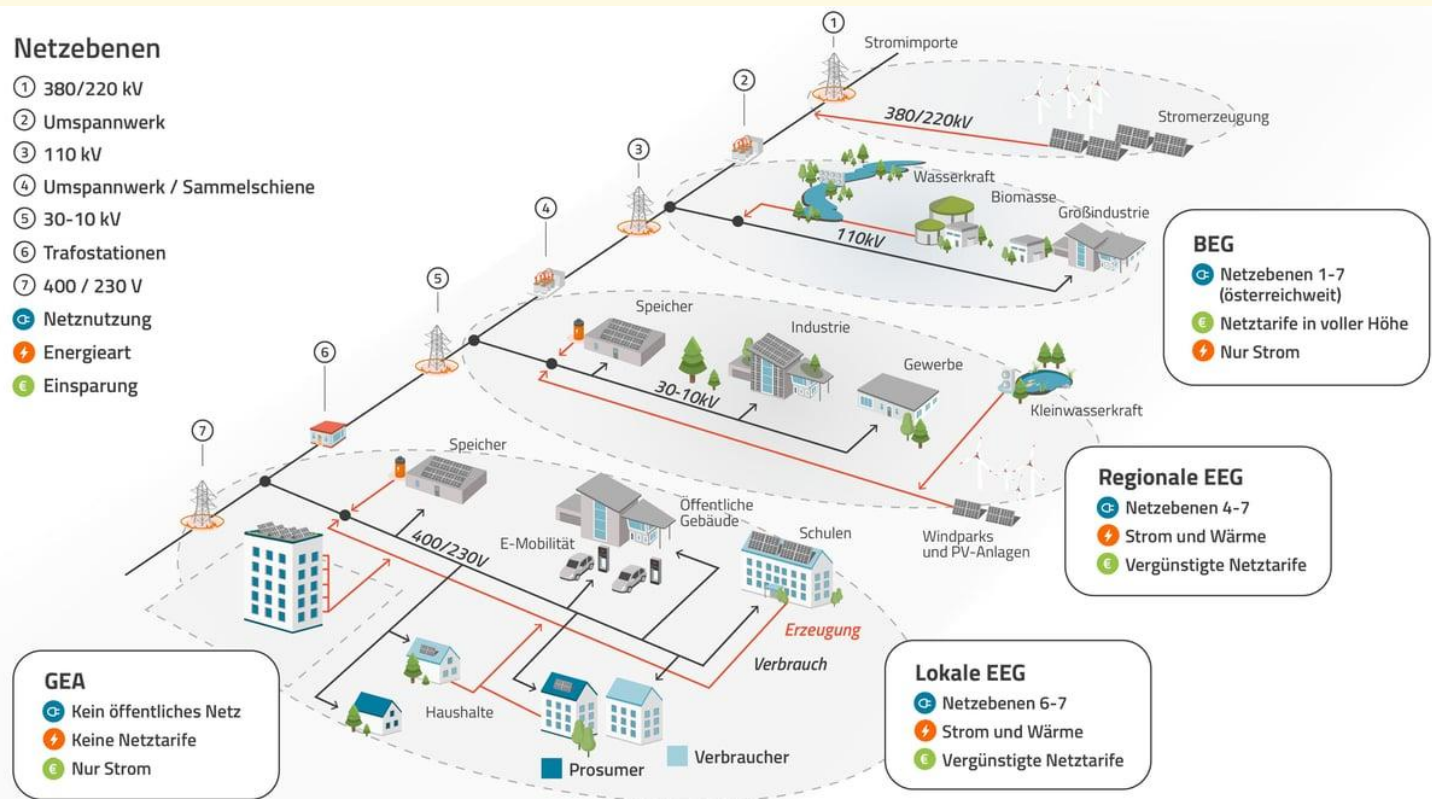 Netzebenen
1 380/220 kV
2 Umspannwerk
3 110 kV
4 Umspannwerk / Sammelschiene
5 30-10 kV
6 Trafostationen
7 400 / 230 V
Netznutzung
Energieart
€ Einsparung
1
Stromimporte
2
380/220kV
Stromerzeugung
3
Wasserkraft
Biomasse
Großindustrie
110kV
4
BEG
Netzebenen 1-7
(österreichweit)
€ Netztarife in voller Höhe
Nur Strom
5
Speicher
Industrie
Gewerbe
30-10kV
Kleinwasserkraft
6
Windparks
und PV-Anlagen
Regionale EEG
Netzebenen 4-7
Strom und Wärme
€ Vergünstigte Netztarife
7
Speicher
Öffentliche
Gebäude
E-Mobilität
Schulen
400/230V
Erzeugung
Verbrauch
Haushalte
Prosumer
Verbraucher
GEA
Kein öffentliches Netz
Keine Netztarife
€ Nur Strom
Lokale EEG
Netzebenen 6-7
Strom und Wärme
€ Vergünstigte Netztarife